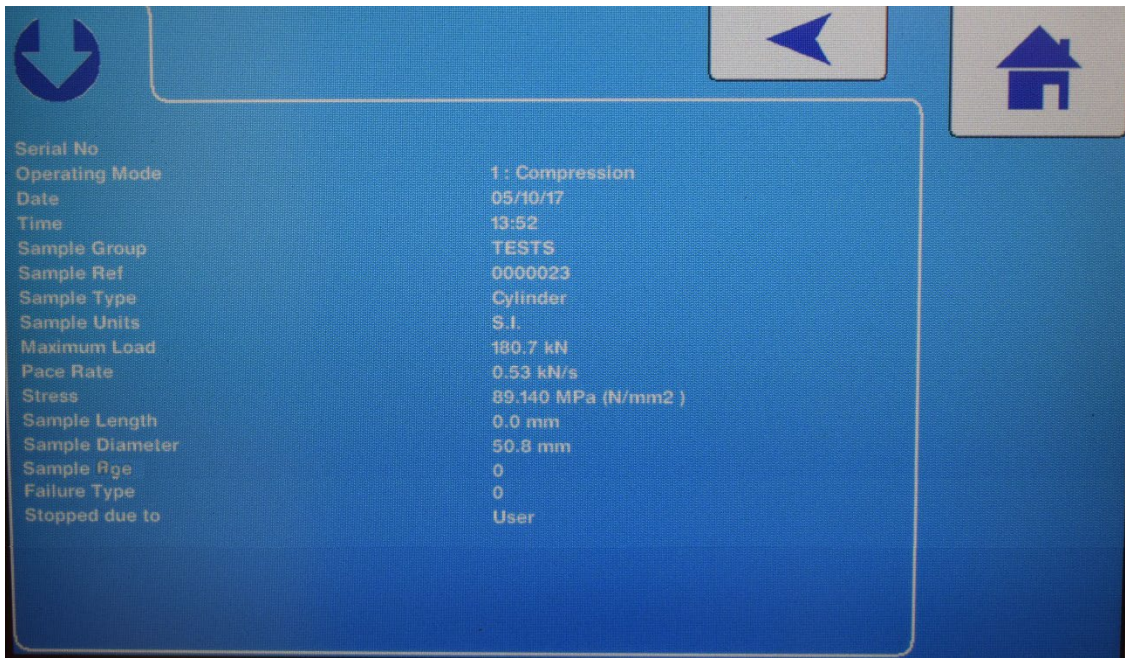 Serial No
Operating Mode 1 : Compression
Date 05/10/17
Time 13:52
Sample Group TESTS
Sample Ref 0000023
Sample Type Cylinder
Sample Units S.I.
Maximum Load 180.7 kN
Pace Rate 0.53 kN/s
Stress 89.140 MPa (N/mm2 )
Sample Length 0.0 mm
Sample Diameter 50.8 mm
Sample Age 0
Failure Type 0
Stopped due to User